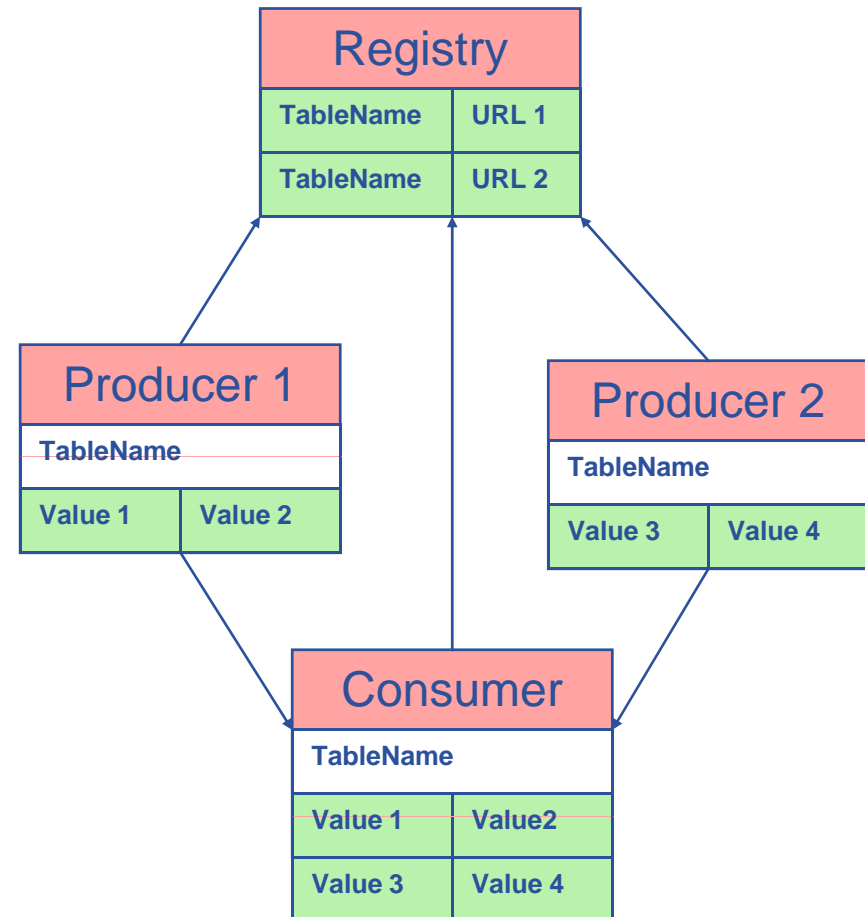 Registry
TableName URL 1
TableName URL 2
Producer 1
TableName
Value 1 Value 2
Producer 2
TableName
Value 3 Value 4
Consumer
TableName
Value 1 Value2
Value 3 Value 4